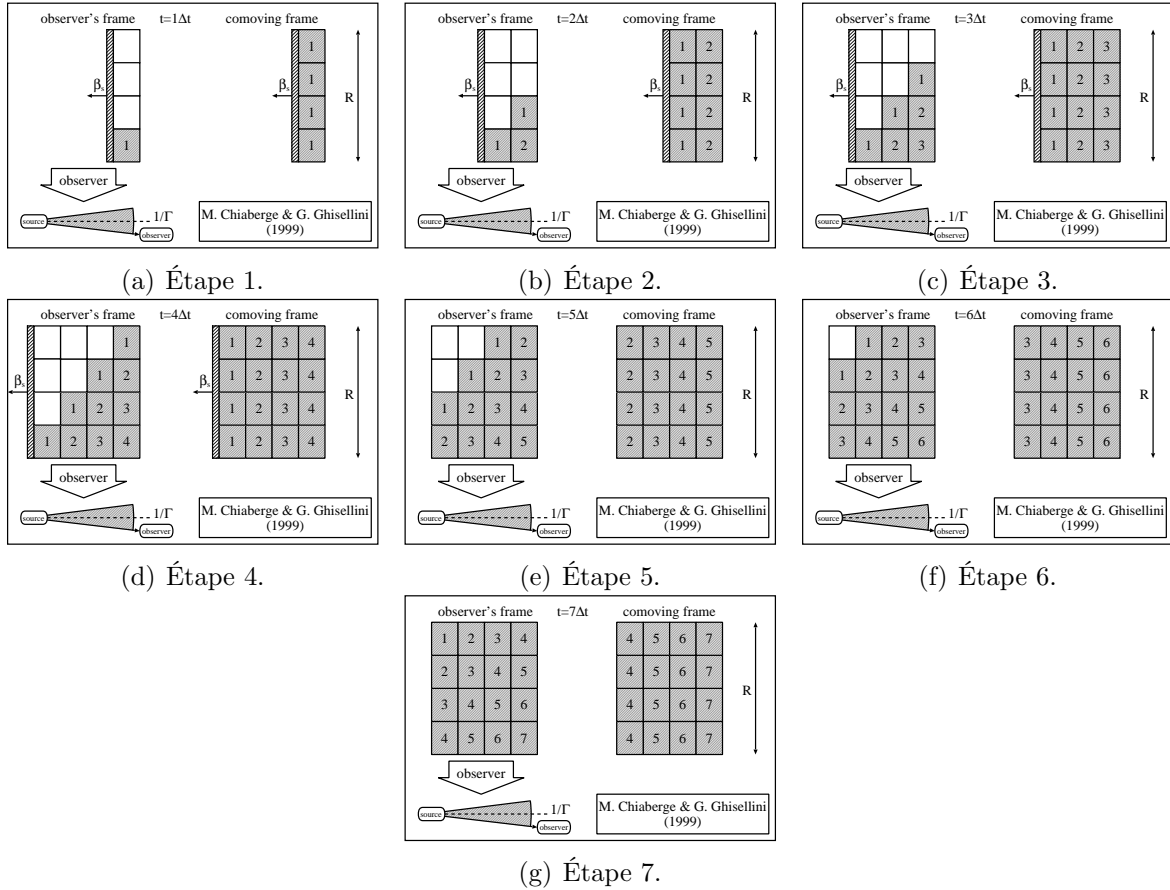 observer's frame t=1Δt comoving frame
1
1
1
βs βs R
1
1 1
observer
source 1/Γ observer
M. Chiaberge & G. Ghisellini
(1999)
(a) Étape 1.
observer's frame t=2Δt comoving frame
1 2
1 2
βs βs R
1 1 2
1 2 1 2
observer
source 1/Γ observer
M. Chiaberge & G. Ghisellini
(1999)
(b) Étape 2.
observer's frame t=3Δt comoving frame
1 2 3
1 1 2 3
βs βs R
1 2 1 2 3
1 2 3 1 2 3
observer
source 1/Γ observer
M. Chiaberge & G. Ghisellini
(1999)
(c) Étape 3.
observer's frame t=4Δt comoving frame
1 1 2 3 4
1 2 1 2 3 4
βs βs R
1 2 3 1 2 3 4
1 2 3 4 1 2 3 4
observer
source 1/Γ observer
M. Chiaberge & G. Ghisellini
(1999)
(d) Étape 4.
observer's frame t=5Δt comoving frame
1 2 2 3 4 5
1 2 3 2 3 4 5
R
1 2 3 4 2 3 4 5
2 3 4 5 2 3 4 5
observer
source 1/Γ observer
M. Chiaberge & G. Ghisellini
(1999)
(e) Étape 5.
observer's frame t=6Δt comoving frame
1 2 3 3 4 5 6
1 2 3 4 3 4 5 6
R
2 3 4 5 3 4 5 6
3 4 5 6 3 4 5 6
observer
source 1/Γ observer
M. Chiaberge & G. Ghisellini
(1999)
(f) Étape 6.
observer's frame t=7Δt comoving frame
1 2 3 4 4 5 6 7
2 3 4 5 4 5 6 7
R
3 4 5 6 4 5 6 7
4 5 6 7 4 5 6 7
observer
source 1/Γ observer
M. Chiaberge & G. Ghisellini
(1999)
(g) Étape 7.